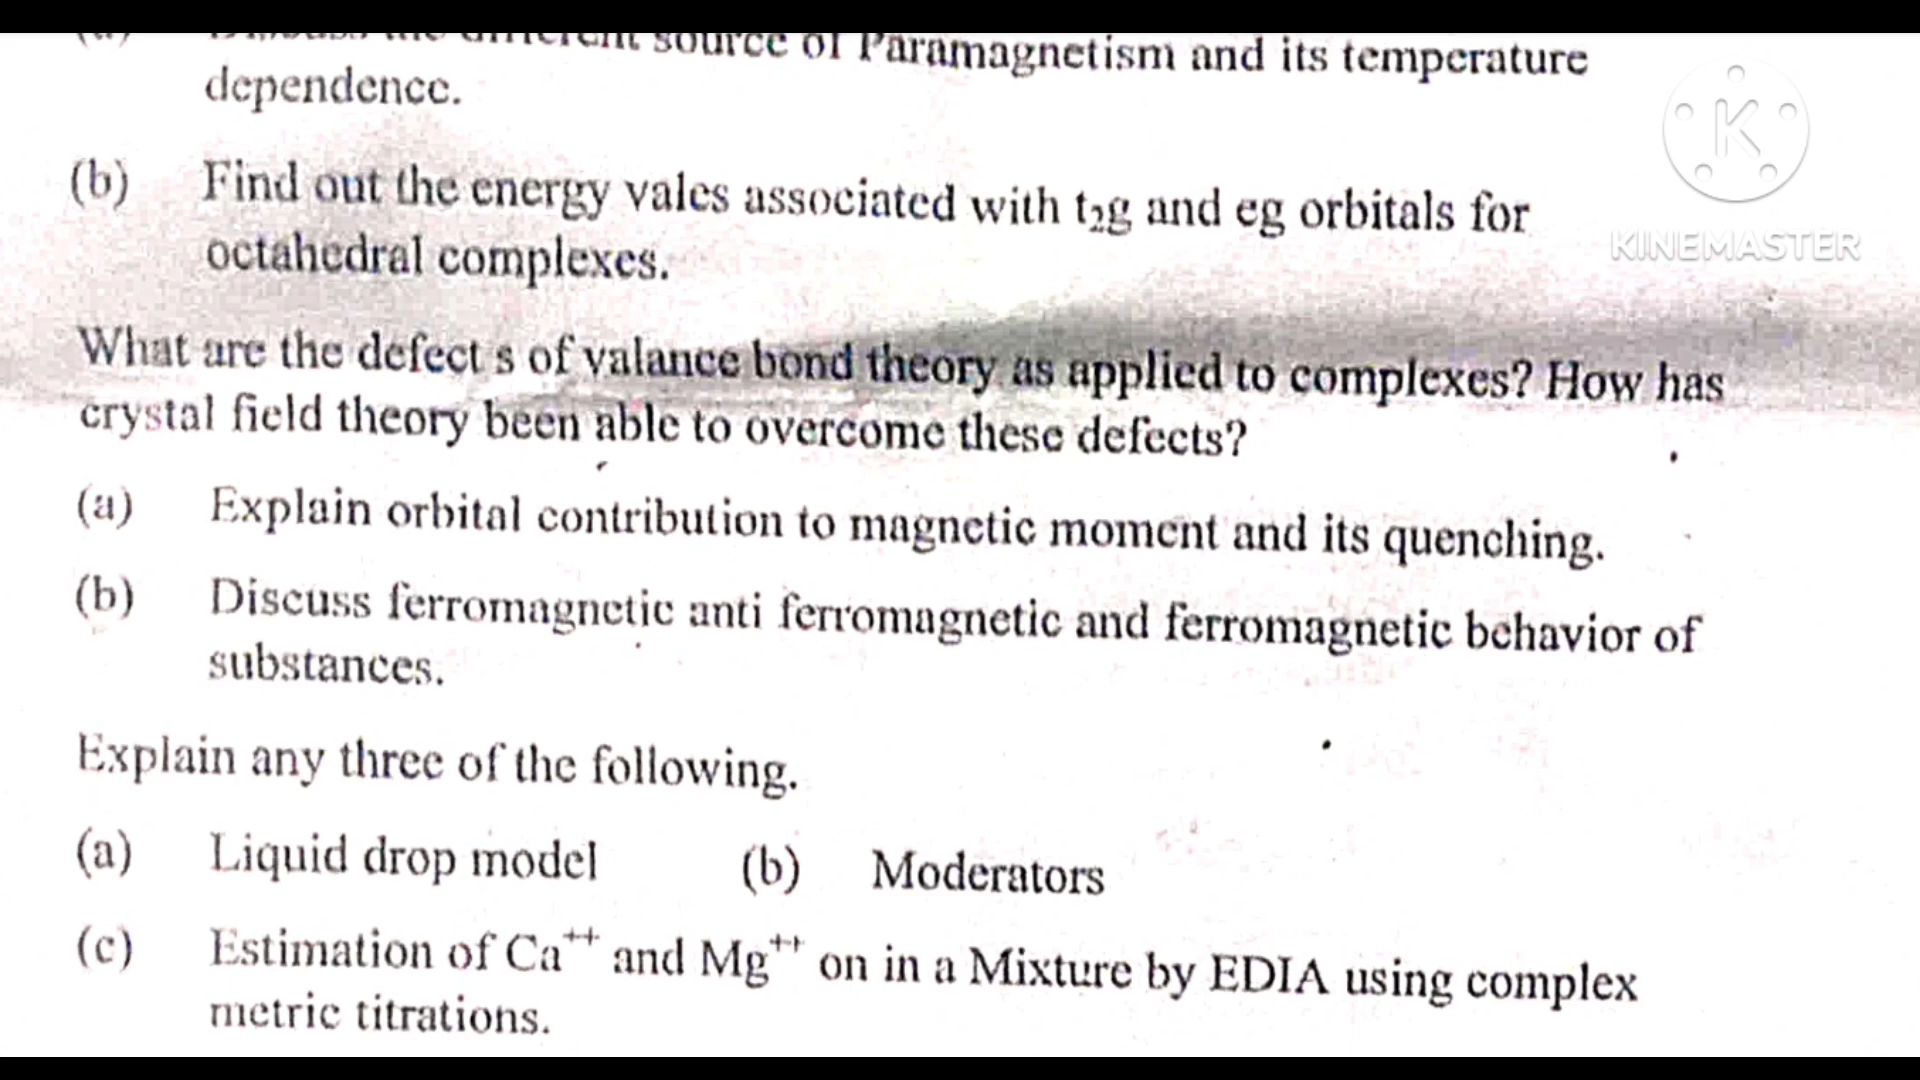 (a) Discuss the different source of Paramagnetism and its temperature
dependence.
(b) Find out the energy vales associated with t₂g and eg orbitals for
octahedral complexes.
KINEMASTER
What are the defect s of valance bond theory as applied to complexes? How has
crystal field theory been able to overcome these defects?
(a) Explain orbital contribution to magnetic moment and its quenching.
(b) Discuss ferromagnetic anti ferromagnetic and ferromagnetic behavior of
substances.
Explain any three of the following.
(a) Liquid drop model (b) Moderators
(c) Estimation of Ca⁺⁺ and Mg⁺⁺ on in a Mixture by EDIA using complex
metric titrations.